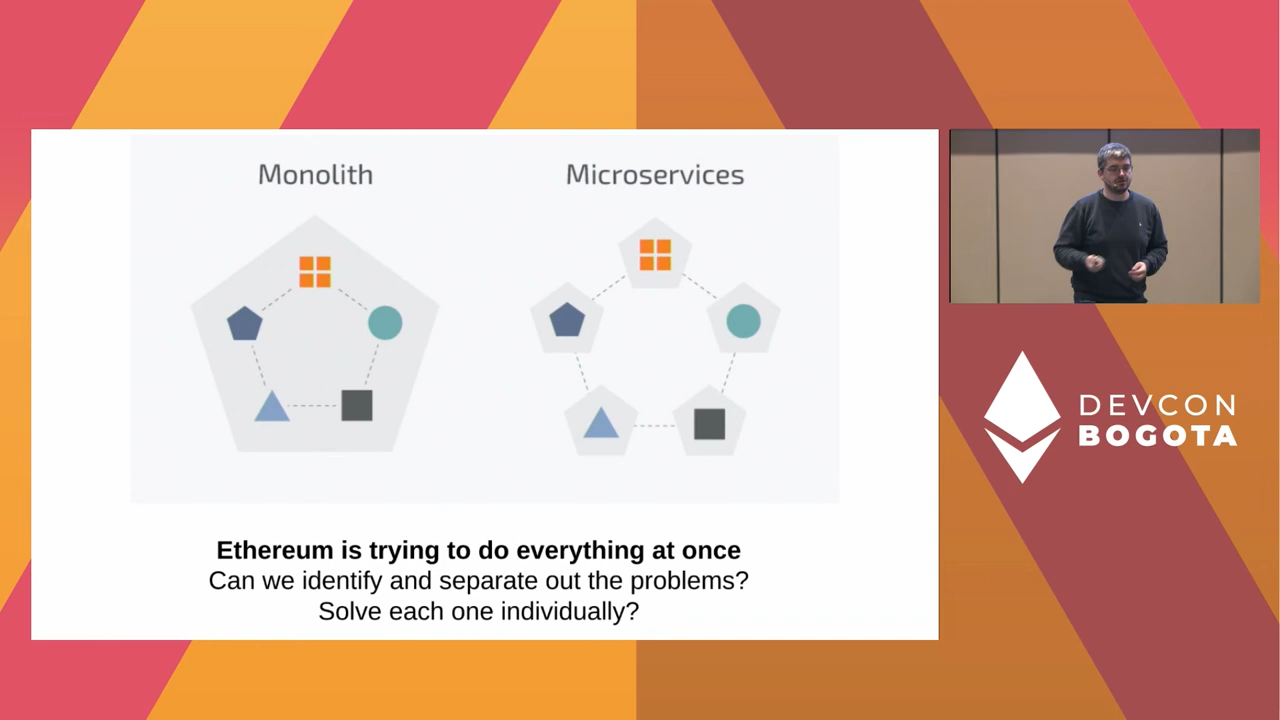 Monolith
Microservices
Ethereum is trying to do everything at once
Can we identify and separate out the problems?
Solve each one individually?
DEVCON
BOGOTA